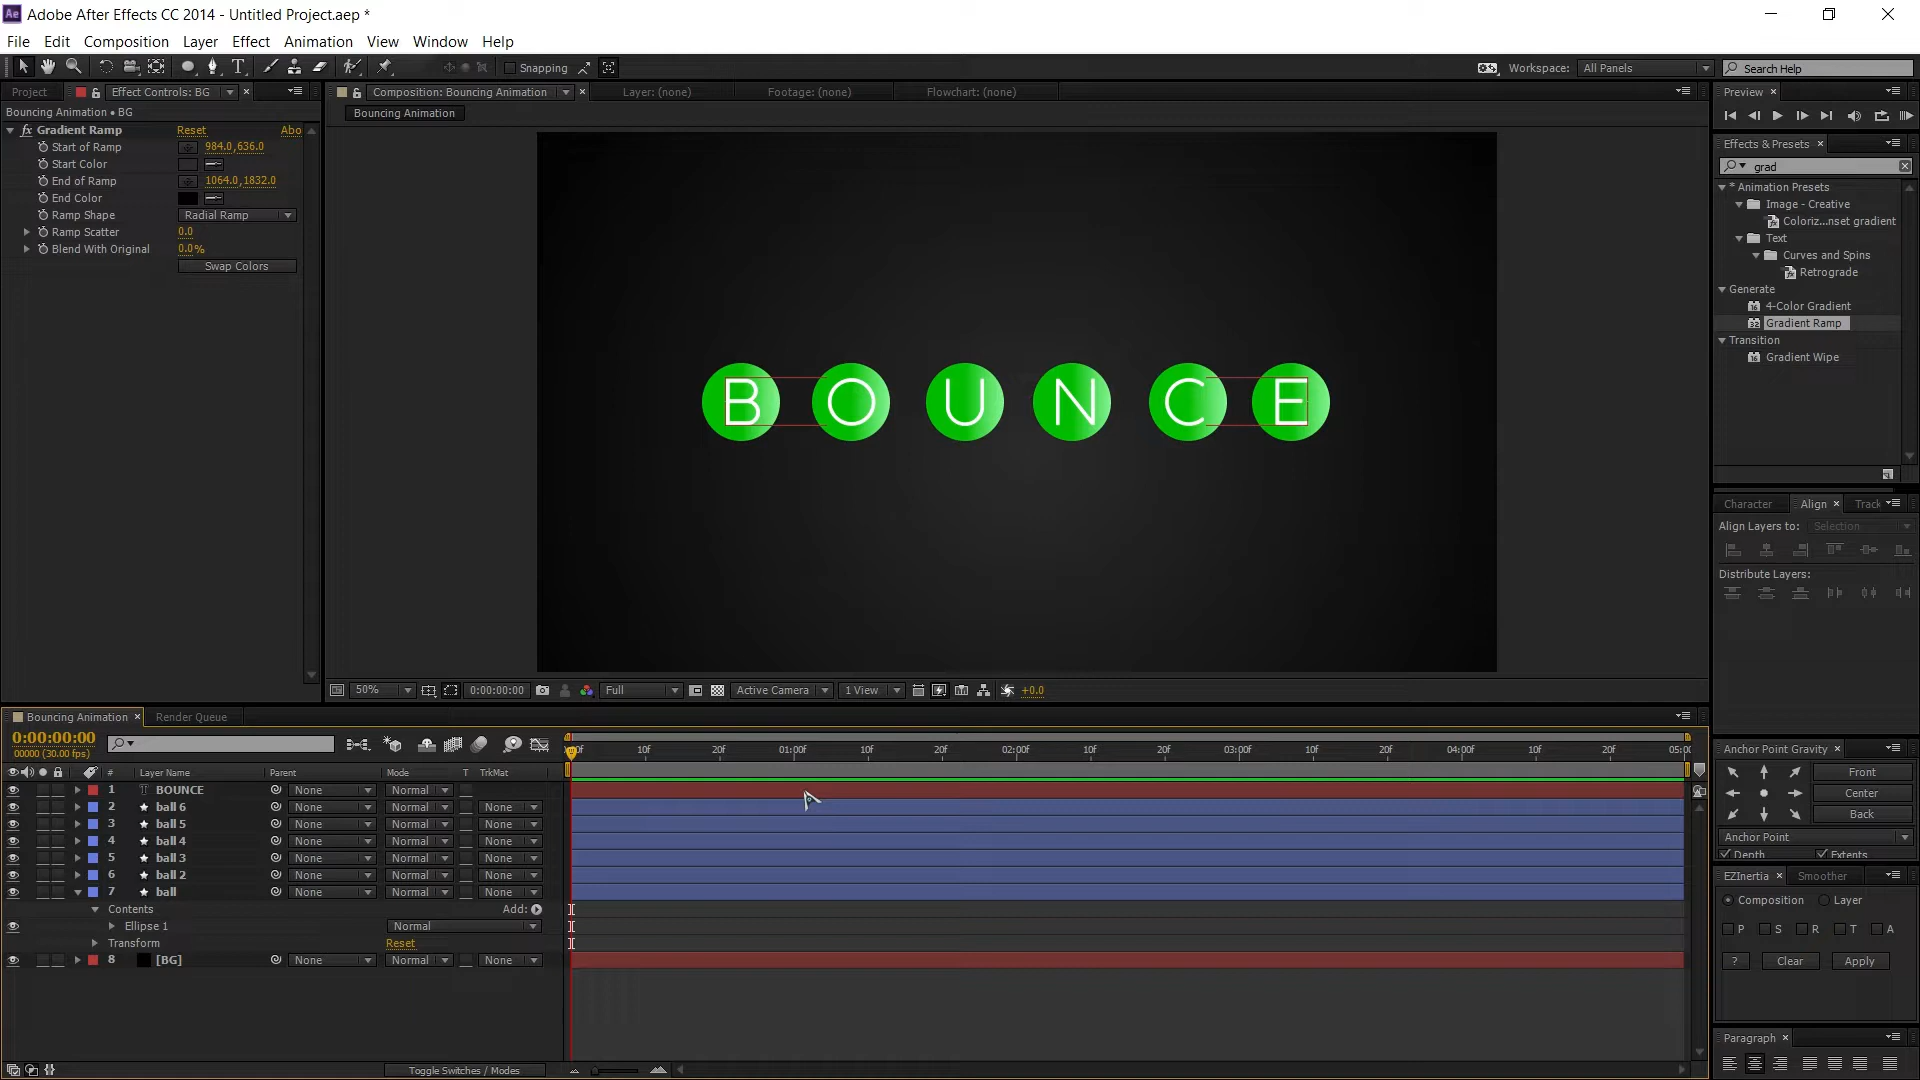 Adobe After Effects CC 2014 - Untitled Project.aep *
File Edit Composition Layer Effect Animation View Window Help
Snapping
Workspace: All Panels
Search Help
Project
Effect Controls: BG
Bouncing Animation • BG
fx Gradient Ramp Reset Abo
Start of Ramp 984.0,636.0
Start Color
End of Ramp 1064.0,1832.0
End Color
Ramp Shape Radial Ramp
Ramp Scatter 0.0
Blend With Original 0.0%
Swap Colors
Composition: Bouncing Animation
Layer: (none)
Footage: (none)
Flowchart: (none)
Bouncing Animation
BOUNCE
50% 0:00:00:00 Full Active Camera 1 View +0.0
Preview
Effects & Presets
grad
* Animation Presets
Image - Creative
Coloriz...nset gradient
Text
Curves and Spins
Retrograde
Generate
4-Color Gradient
Gradient Ramp
Transition
Gradient Wipe
Character Align Track
Align Layers to: Selection
Distribute Layers:
Anchor Point Gravity
Front
Center
Back
Anchor Point
Depth Extents
EZInertia Smoother
Composition Layer
P S R T A
? Clear Apply
Paragraph
Bouncing Animation Render Queue
0:00:00:00
00000 (30.00 fps)
10f 20f 01:00f 10f 20f 02:00f 10f 20f 03:00f 10f 20f 04:00f 10f 20f
# Layer Name Parent Mode T TrkMat
1 T BOUNCE None Normal
2 ball 6 None Normal None
3 ball 5 None Normal None
4 ball 4 None Normal None
5 ball 3 None Normal None
6 ball 2 None Normal None
7 ball None Normal None
Contents Add:
Ellipse 1 Normal
Transform Reset
8 [BG] None Normal None
Toggle Switches / Modes